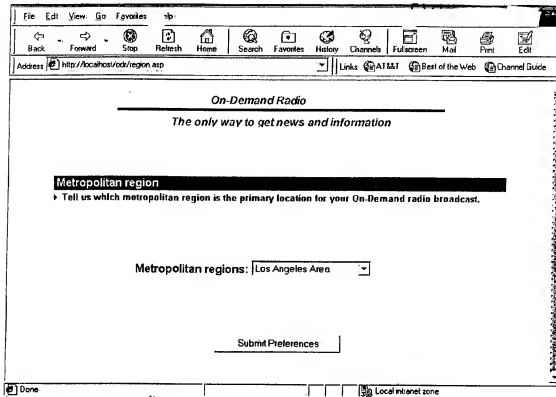 File Edit View Go Favorites
Back Forward Stop Refresh Home Search Favorites History Channels Fullscreen Mail Print Edit
Address http://localhost/odr/region.asp Links AT&T Best of the Web Channel Guide
On-Demand Radio
The only way to get news and information
Metropolitan region
Tell us which metropolitan region is the primary location for your On-Demand radio broadcast.
Metropolitan regions: Los Angeles Area
Submit Preferences
Done Local intranet zone